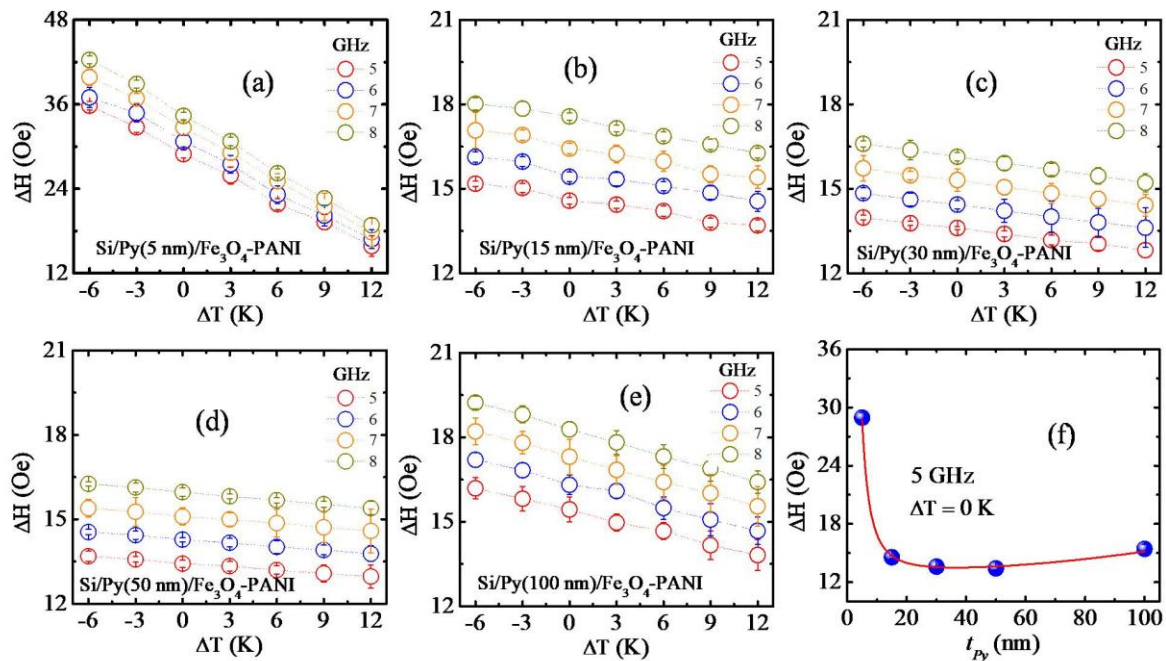 48
36
24
12
ΔH (Oe)
(a)
GHz
5
6
7
8
Si/Py(5 nm)/Fe₃O₄-PANI
-6 -3 0 3 6 9 12
ΔT (K)
21
18
15
12
ΔH (Oe)
(b)
GHz
5
6
7
8
Si/Py(15 nm)/Fe₃O₄-PANI
-6 -3 0 3 6 9 12
ΔT (K)
21
18
15
12
ΔH (Oe)
(c)
GHz
5
6
7
8
Si/Py(30 nm)/Fe₃O₄-PANI
-6 -3 0 3 6 9 12
ΔT (K)
21
18
15
12
ΔH (Oe)
(d)
GHz
5
6
7
8
Si/Py(50 nm)/Fe₃O₄-PANI
-6 -3 0 3 6 9 12
ΔT (K)
21
18
15
12
ΔH (Oe)
(e)
GHz
5
6
7
8
Si/Py(100 nm)/Fe₃O₄-PANI
-6 -3 0 3 6 9 12
ΔT (K)
36
30
24
18
12
ΔH (Oe)
(f)
5 GHz
ΔT = 0 K
0 20 40 60 80 100
t_Py (nm)